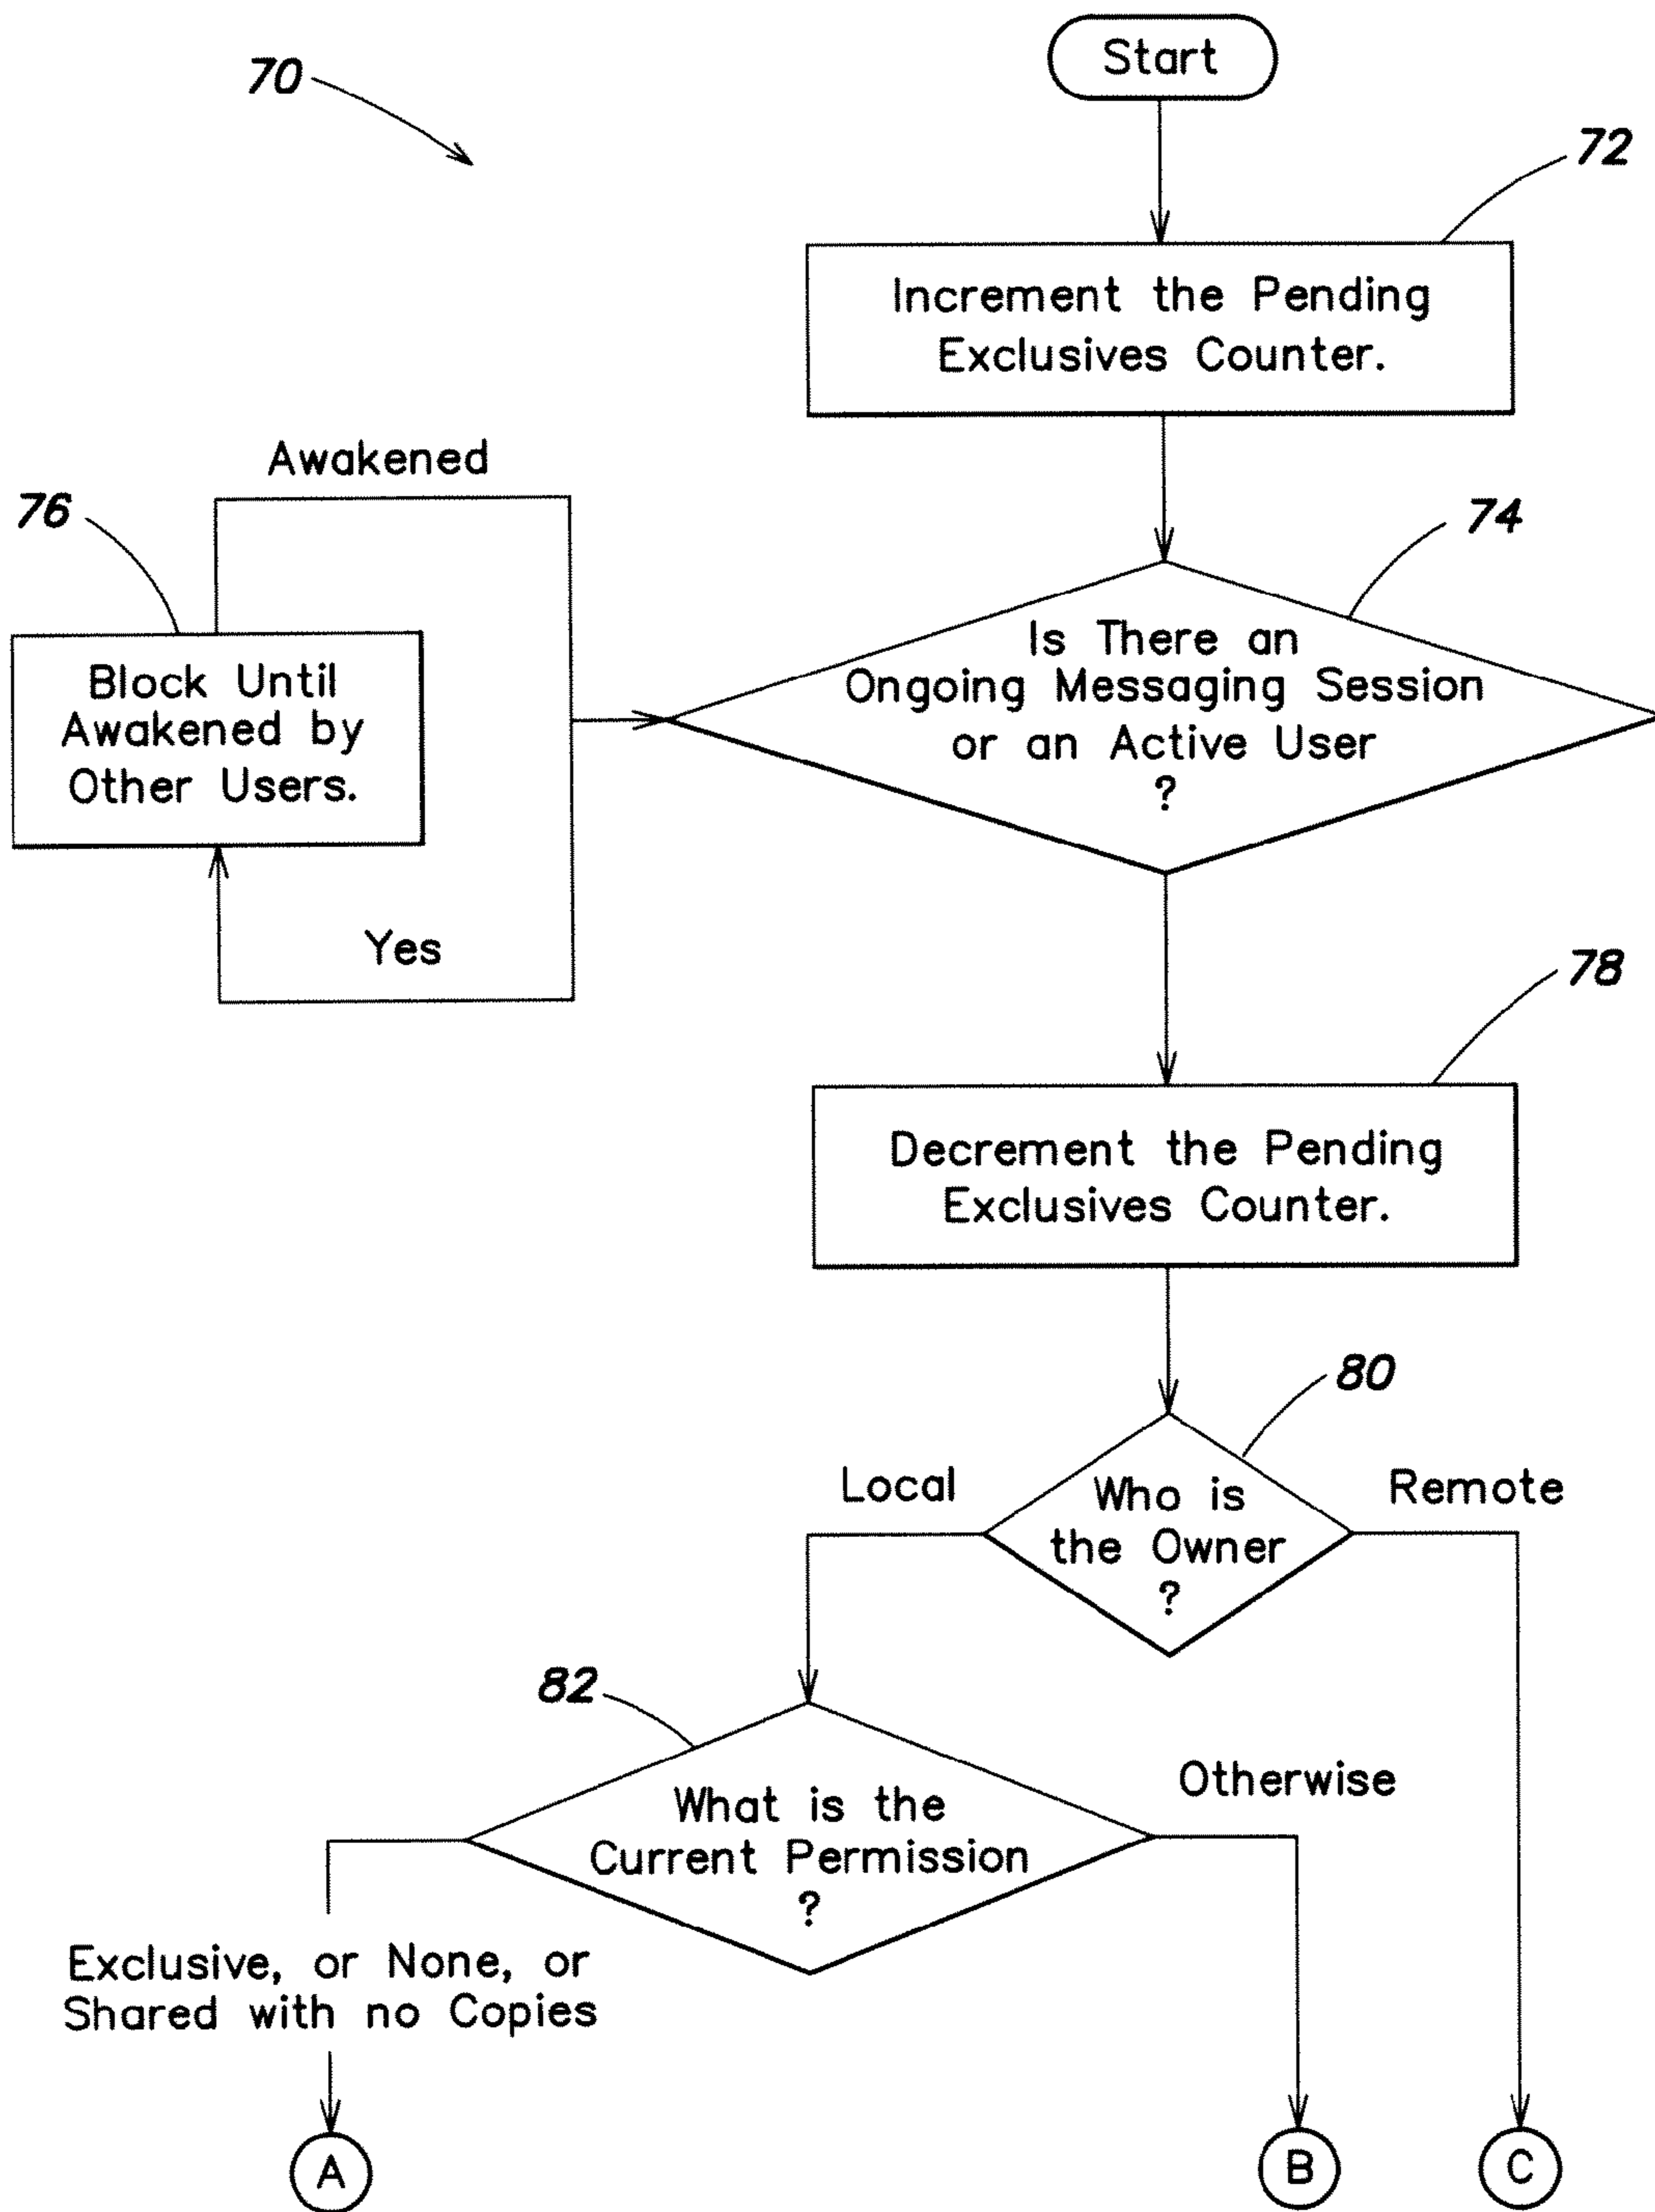 Start
70
72
Increment the Pending
Exclusives Counter.
Awakened
76
74
Block Until
Awakened by
Other Users.
Is There an
Ongoing Messaging Session
or an Active User
?
Yes
78
Decrement the Pending
Exclusives Counter.
80
Local
Who is
the Owner
?
Remote
82
What is the
Current Permission
?
Otherwise
Exclusive, or None, or
Shared with no Copies
A
B
C